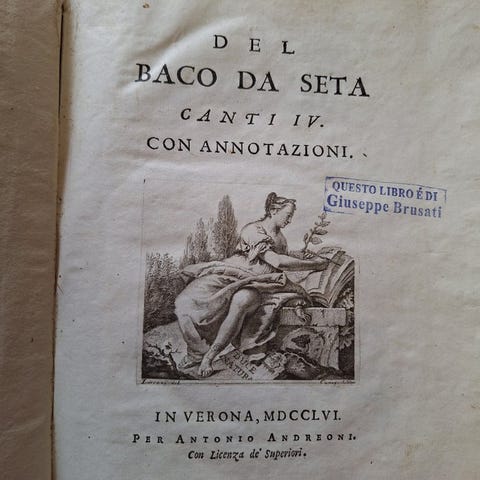 DEL
BACO DA SETA
CANTI IV.
CON ANNOTAZIONI.
QUESTO LIBRO É DI
Giuseppe Brusati
IN VERONA, MDCCLVI.
PER ANTONIO ANDREONI.
Con Licenza de' Superiori.